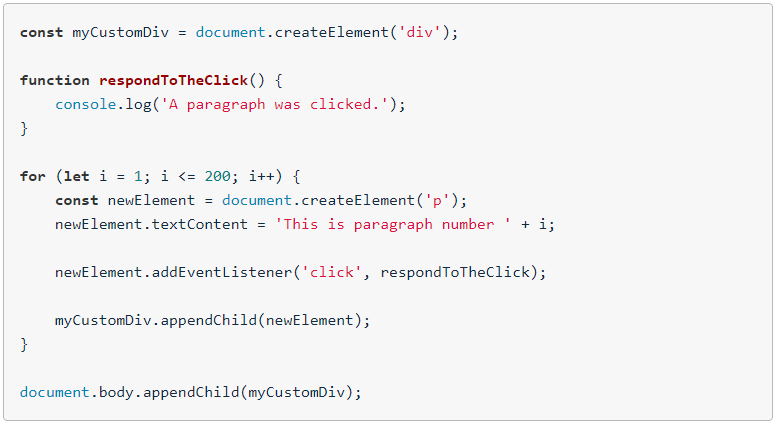 const myCustomDiv = document.createElement('div');

function respondToTheClick() {
    console.log('A paragraph was clicked.');
}

for (let i = 1; i <= 200; i++) {
    const newElement = document.createElement('p');
    newElement.textContent = 'This is paragraph number ' + i;

    newElement.addEventListener('click', respondToTheClick);

    myCustomDiv.appendChild(newElement);
}

document.body.appendChild(myCustomDiv);